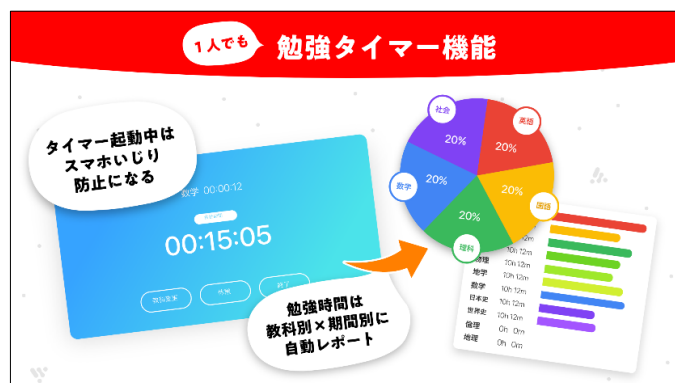 1人でも
勉強タイマー機能
タイマー起動中は
スマホいじり
防止になる
数学 00:00:12
00:15:05
終了
勉強時間は
教科別×期間別に
自動レポート
社会
英語
数学
国語
理科
20%
20%
20%
20%
20%
10h 12m
物理 10h 12m
地学 10h 12m
数学 10h 12m
日本史 10h 12m
世界史 10h 12m
倫理 0h 0m
地理 0h 0m